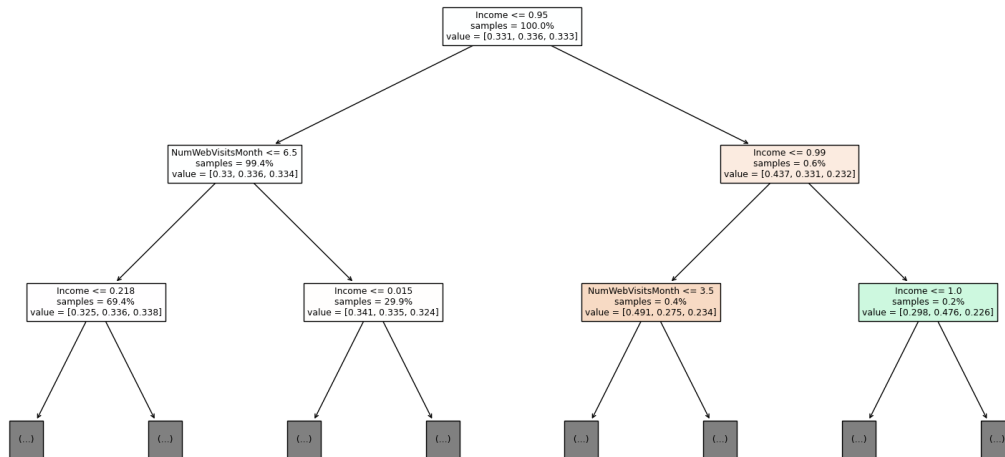 Income <= 0.95
samples = 100.0%
value = [0.331, 0.336, 0.333]
NumWebVisitsMonth <= 6.5
samples = 99.4%
value = [0.33, 0.336, 0.334]
Income <= 0.99
samples = 0.6%
value = [0.437, 0.331, 0.232]
Income <= 0.218
samples = 69.4%
value = [0.325, 0.336, 0.338]
Income <= 0.015
samples = 29.9%
value = [0.341, 0.335, 0.324]
NumWebVisitsMonth <= 3.5
samples = 0.4%
value = [0.491, 0.275, 0.234]
Income <= 1.0
samples = 0.2%
value = [0.298, 0.476, 0.226]
(...)
(...)
(...)
(...)
(...)
(...)
(...)
(...)